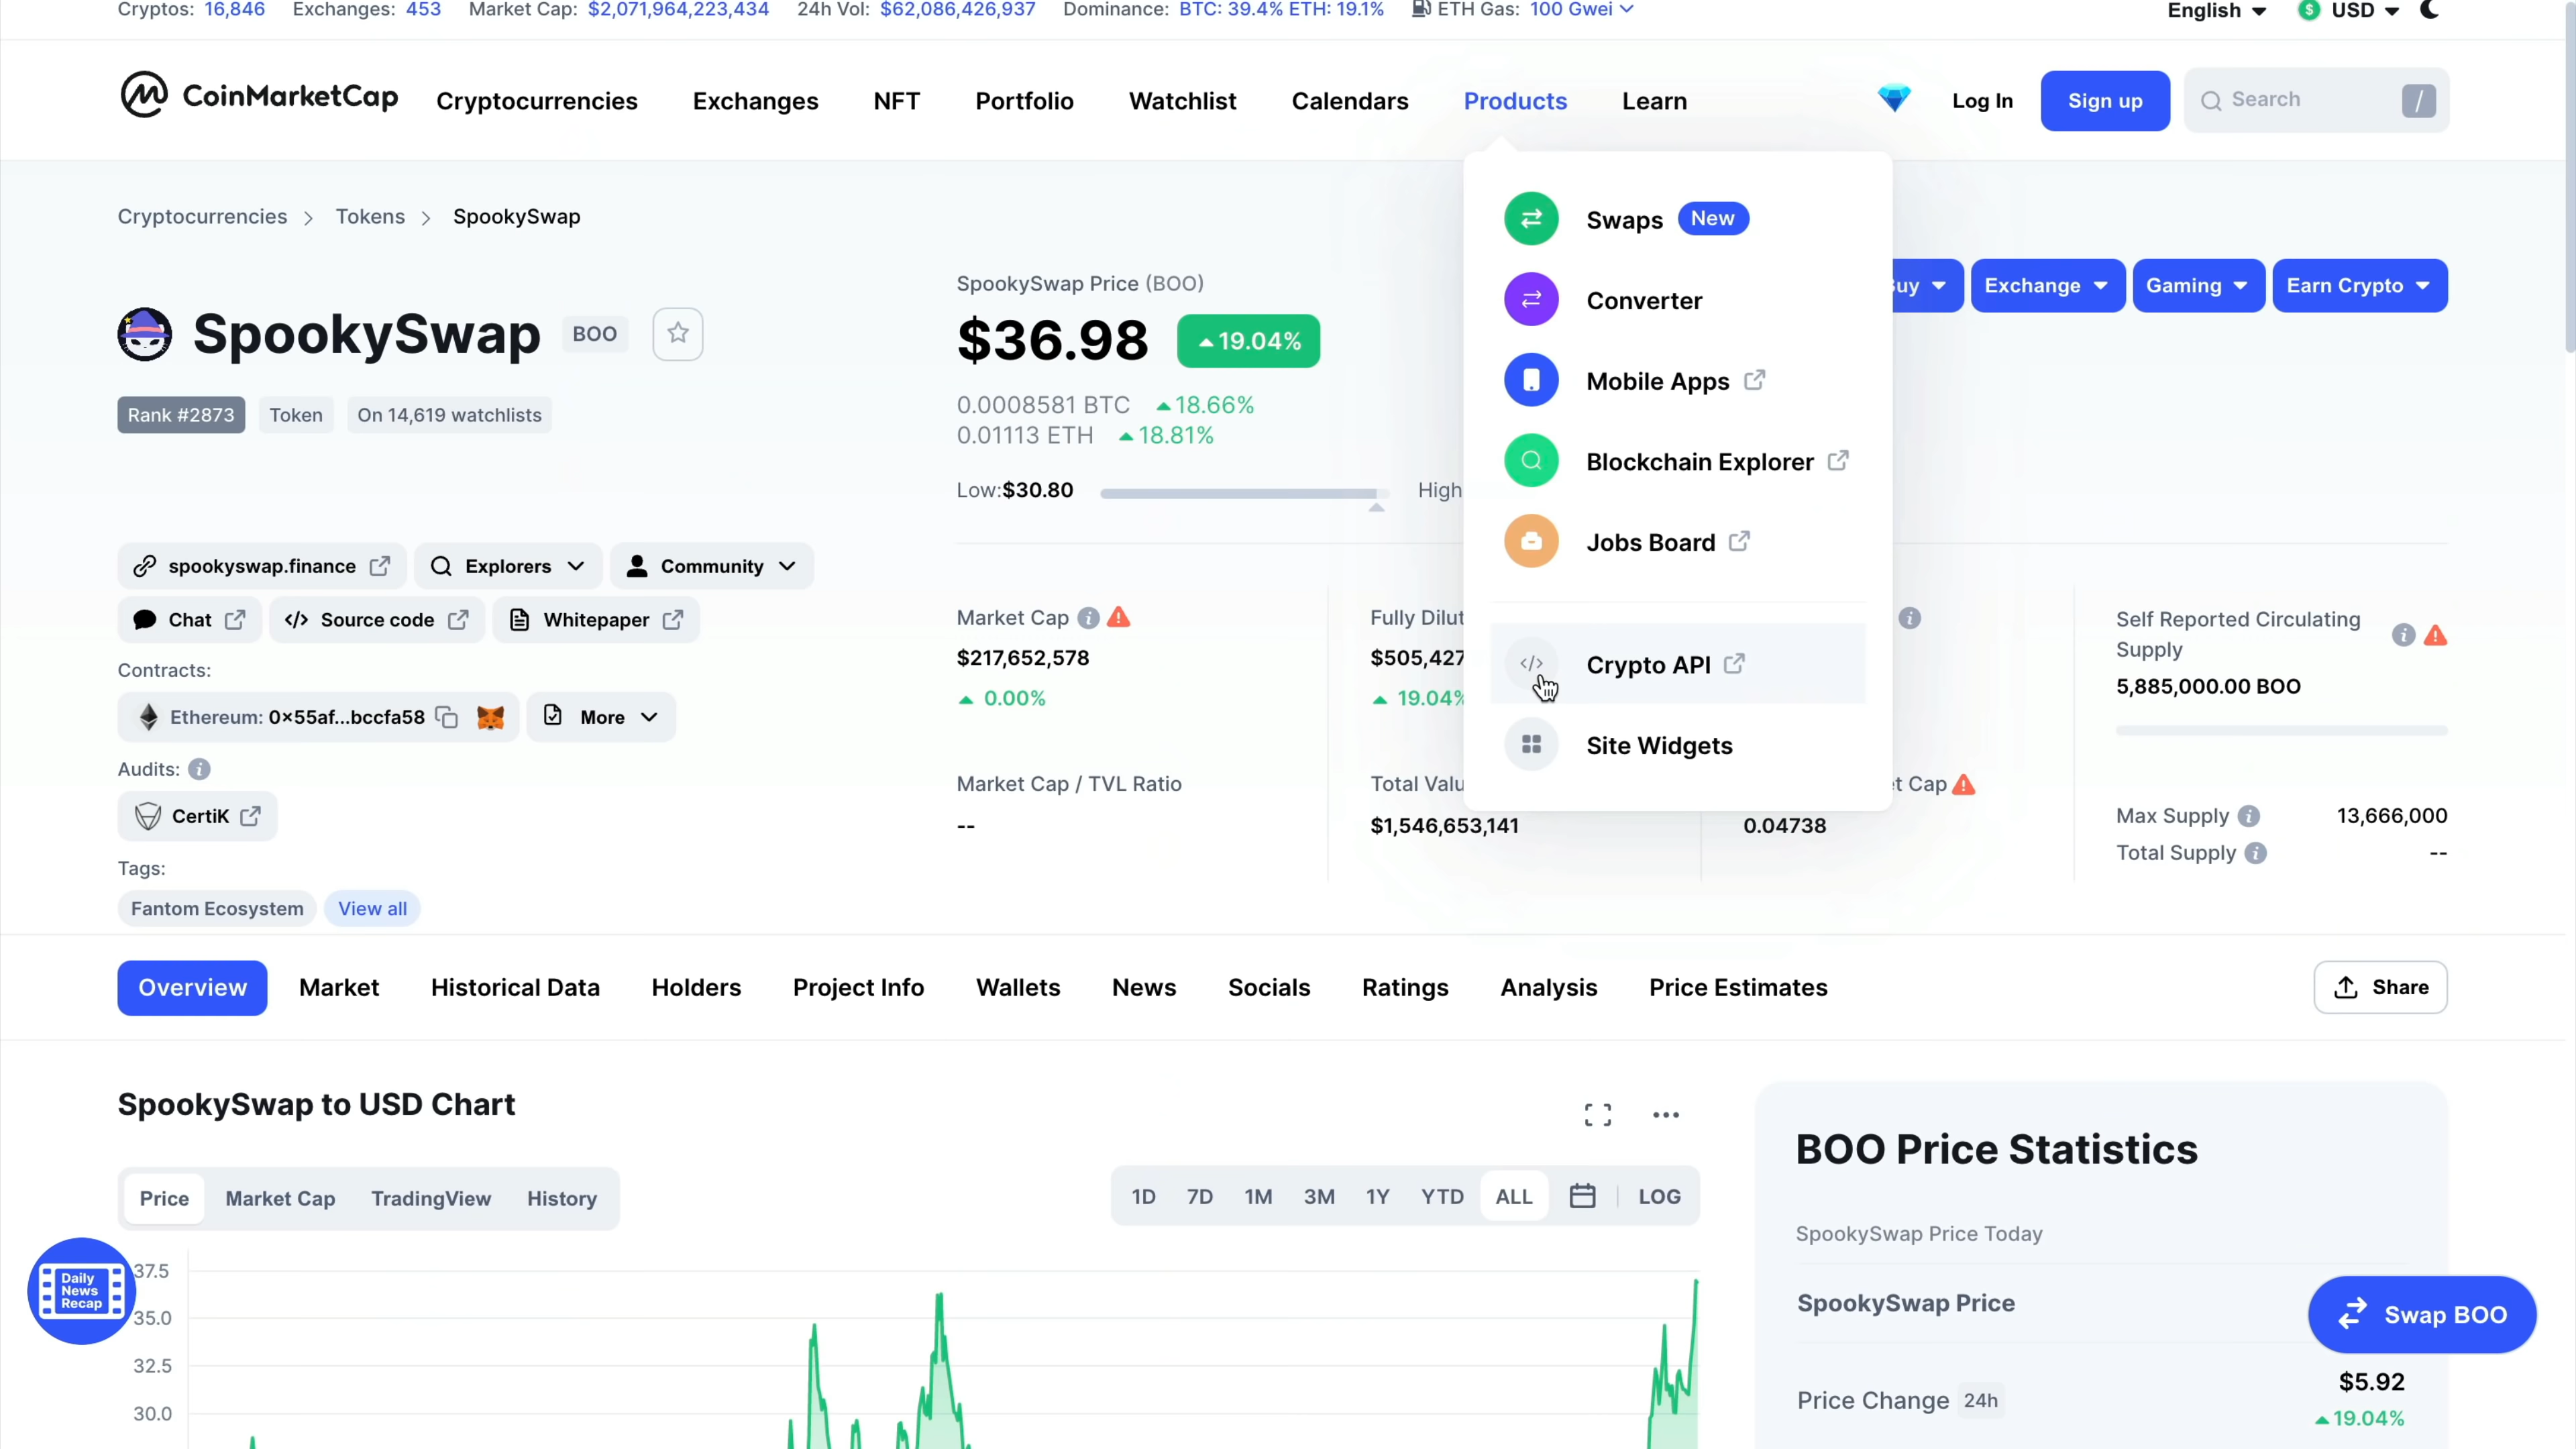 Cryptos: 16,846 Exchanges: 453 Market Cap: $2,071,964,223,434 24h Vol: $62,086,426,937 Dominance: BTC: 39.4% ETH: 19.1% ETH Gas: 100 Gwei English $ USD
CoinMarketCap Cryptocurrencies Exchanges NFT Portfolio Watchlist Calendars Products Learn Log In Sign up Search /
Cryptocurrencies > Tokens > SpookySwap
Swaps New
Converter
Mobile Apps
Blockchain Explorer
Jobs Board
Crypto API
Site Widgets
SpookySwap BOO
Rank #2873 Token On 14,619 watchlists
SpookySwap Price (BOO)
$36.98 19.04%
0.0008581 BTC 18.66%
0.01113 ETH 18.81%
Low:$30.80 High
uy Exchange Gaming Earn Crypto
spookyswap.finance Explorers Community
Chat Source code Whitepaper
Contracts:
Ethereum: 0x55af...bccfa58 More
Audits:
CertiK
Tags:
Fantom Ecosystem View all
Market Cap
$217,652,578
0.00%
Fully Dilut
$505,427
19.04%
Self Reported Circulating
Supply
5,885,000.00 BOO
Market Cap / TVL Ratio
--
Total Valu
$1,546,653,141
t Cap
0.04738
Max Supply 13,666,000
Total Supply --
Overview Market Historical Data Holders Project Info Wallets News Socials Ratings Analysis Price Estimates Share
SpookySwap to USD Chart
Price Market Cap TradingView History
1D 7D 1M 3M 1Y YTD ALL LOG
37.5
35.0
32.5
30.0
Daily
News
Recap
BOO Price Statistics
SpookySwap Price Today
SpookySwap Price
Swap BOO
Price Change 24h
$5.92
19.04%